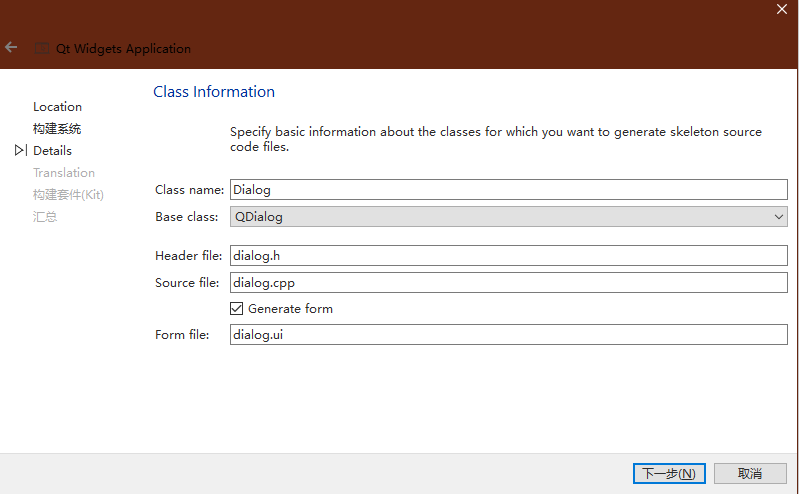 Qt Widgets Application
Class Information
Location
构建系统
Details
Translation
构建套件(Kit)
汇总
Specify basic information about the classes for which you want to generate skeleton source
code files.
Class name: Dialog
Base class: QDialog
Header file: dialog.h
Source file: dialog.cpp
Generate form
Form file: dialog.ui
下一步(N)
取消